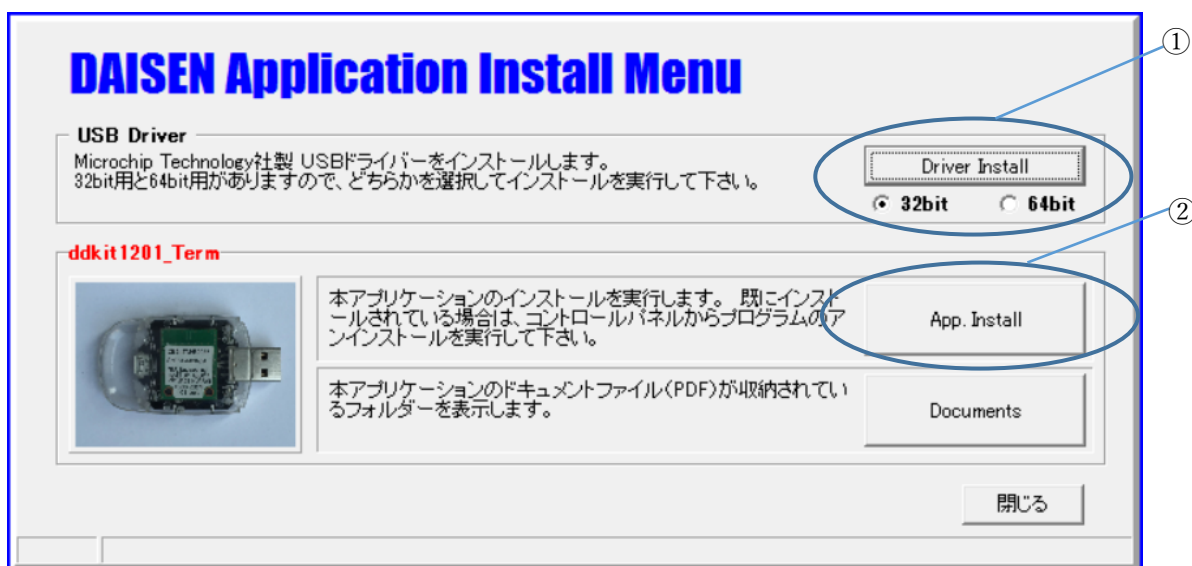 ①
DAISEN Application Install Menu
USB Driver
Microchip Technology社製 USBドライバーをインストールします。
32bit用と64bit用がありますので、どちらかを選択してインストールを実行して下さい。
Driver Install
32bit 64bit
②
ddkit1201_Term
本アプリケーションのインストールを実行します。 既にインスト
ールされている場合は、コントロールパネルからプログラムのア
ンインストールを実行して下さい。
App. Install
本アプリケーションのドキュメントファイル(PDF)が収納されてい
るフォルダーを表示します。
Documents
閉じる